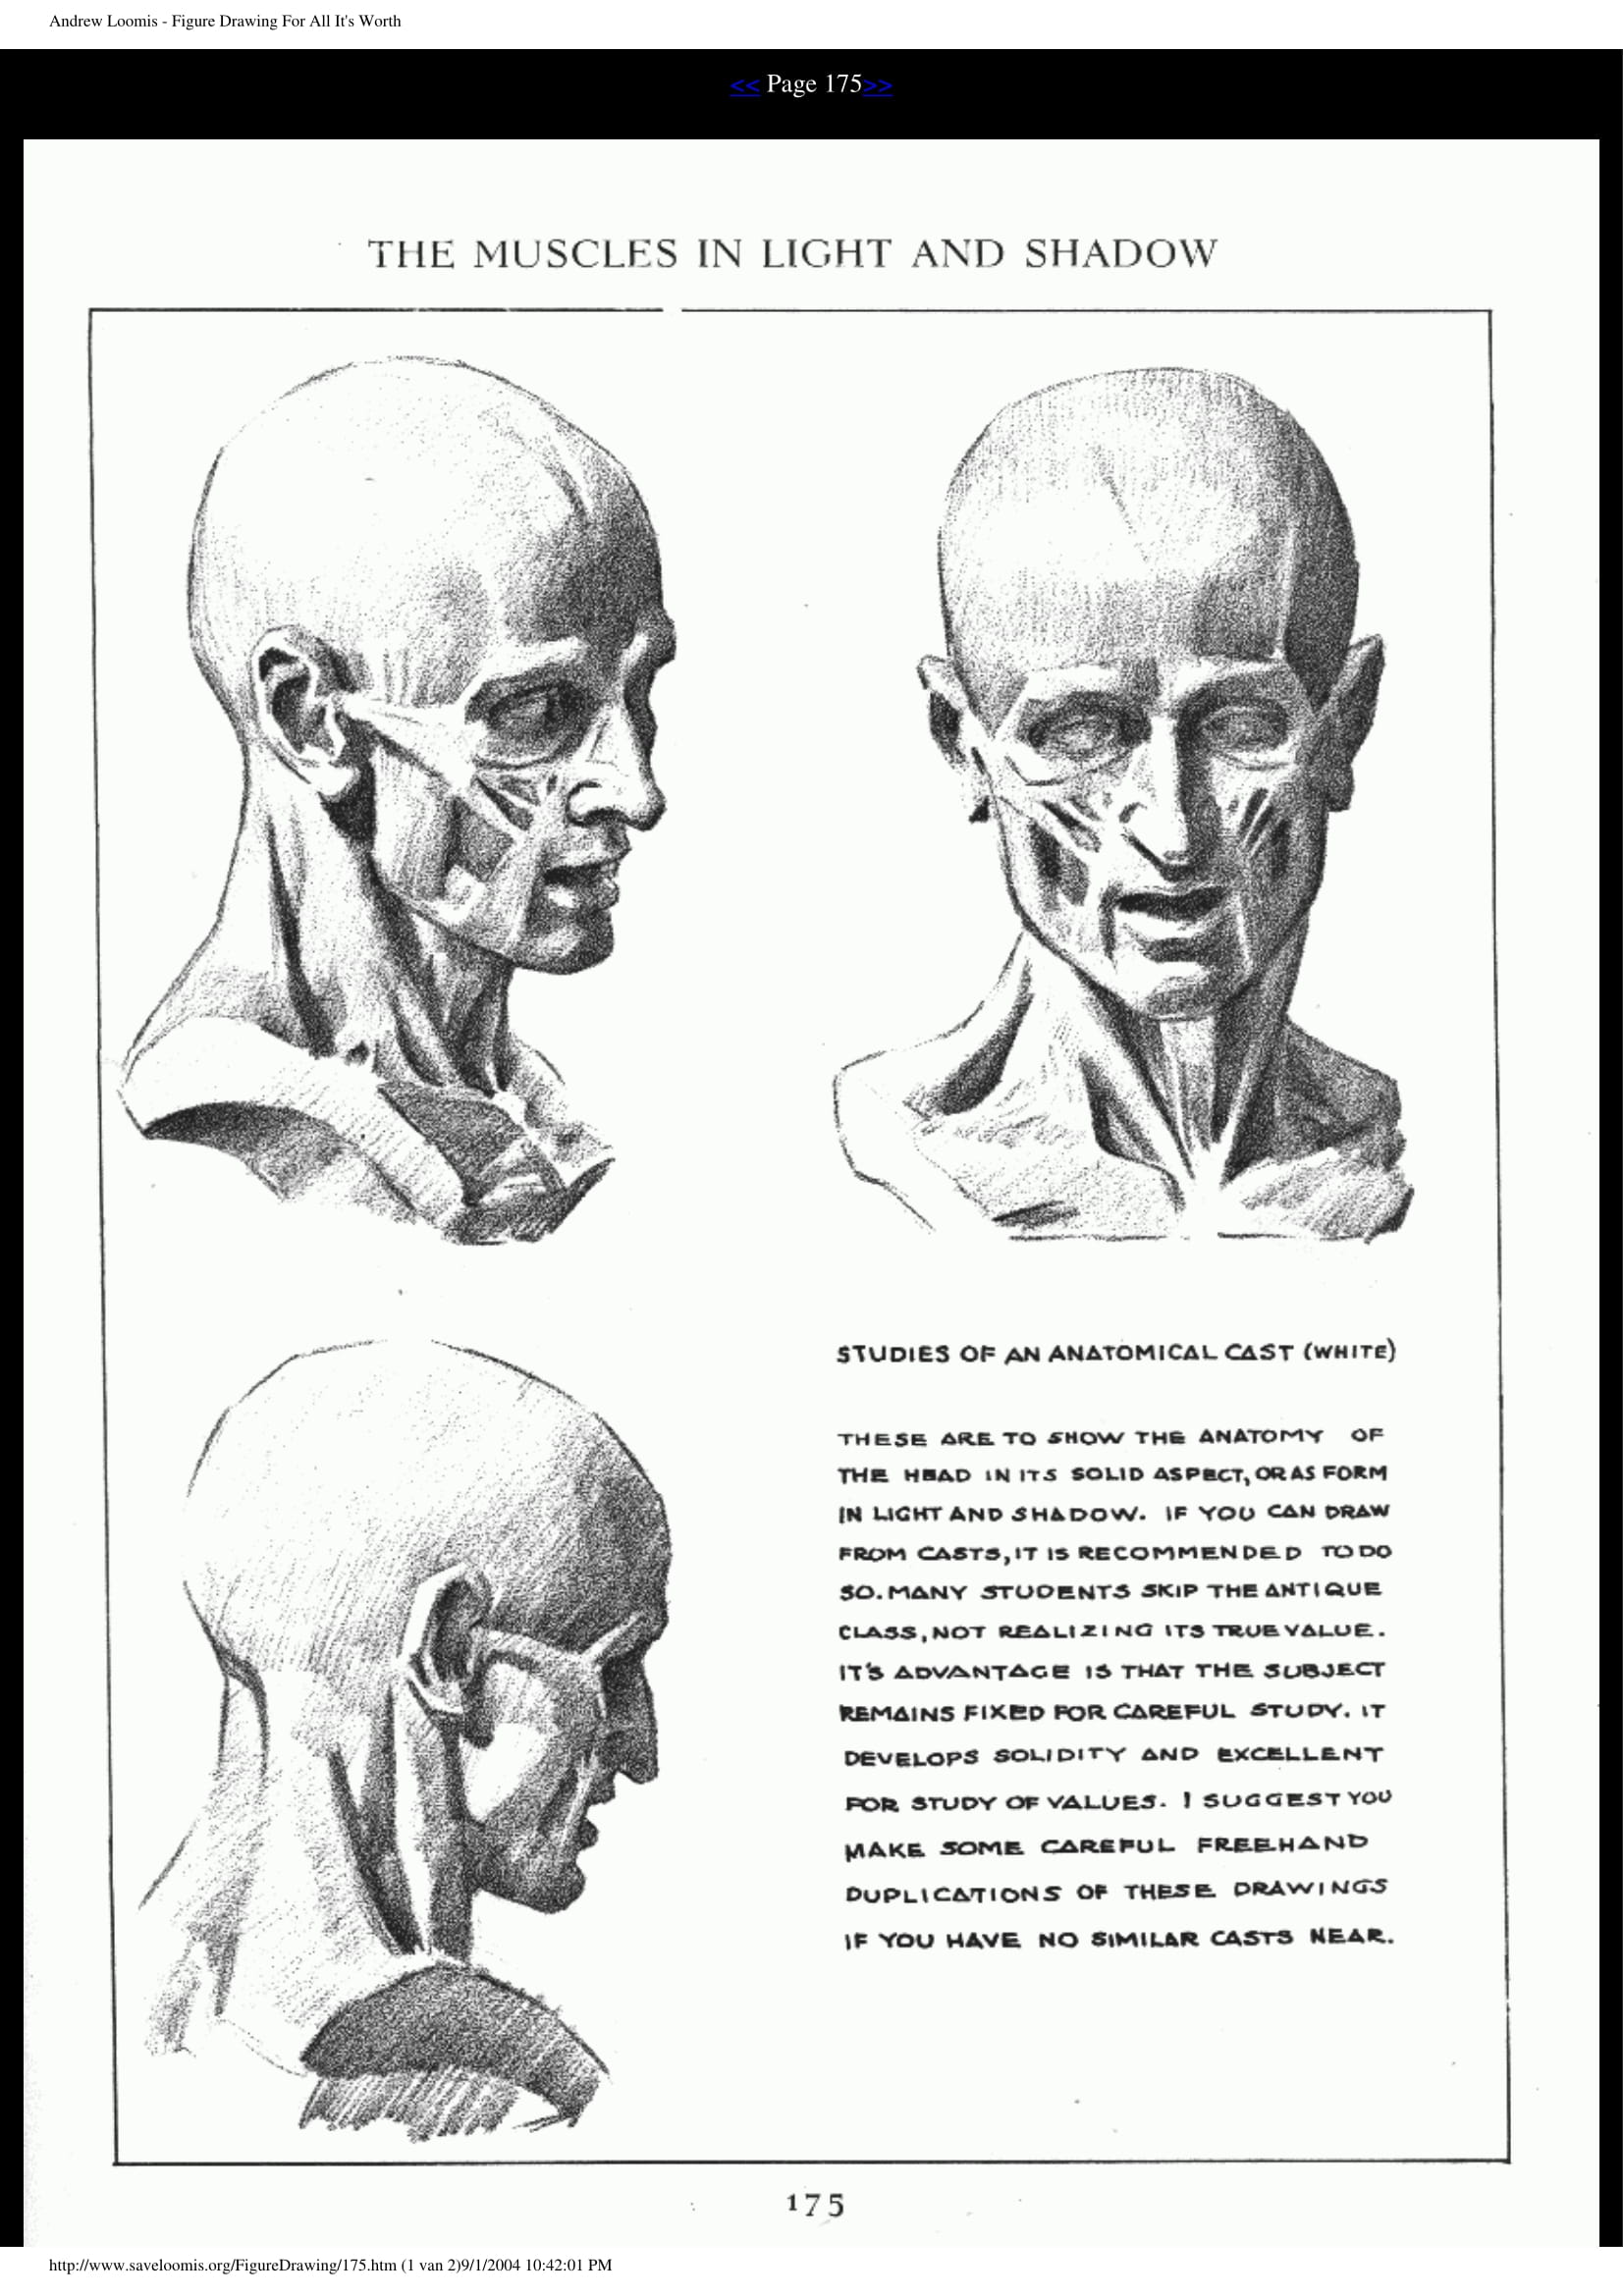 Andrew Loomis - Figure Drawing For All It's Worth
<< Page 175>>
THE MUSCLES IN LIGHT AND SHADOW
STUDIES OF AN ANATOMICAL CAST (WHITE)
THESE ARE TO SHOW THE ANATOMY OF
THE HEAD IN ITS SOLID ASPECT, OR AS FORM
IN LIGHT AND SHADOW. IF YOU CAN DRAW
FROM CASTS, IT IS RECOMMENDED TO DO
SO. MANY STUDENTS SKIP THE ANTIQUE
CLASS, NOT REALIZING ITS TRUE VALUE.
IT'S ADVANTAGE IS THAT THE SUBJECT
REMAINS FIXED FOR CAREFUL STUDY. IT
DEVELOPS SOLIDITY AND EXCELLENT
FOR STUDY OF VALUES. I SUGGEST YOU
MAKE SOME CAREFUL FREEHAND
DUPLICATIONS OF THESE DRAWINGS
IF YOU HAVE NO SIMILAR CASTS NEAR.
175
http://www.saveloomis.org/FigureDrawing/175.htm (1 van 2)9/1/2004 10:42:01 PM